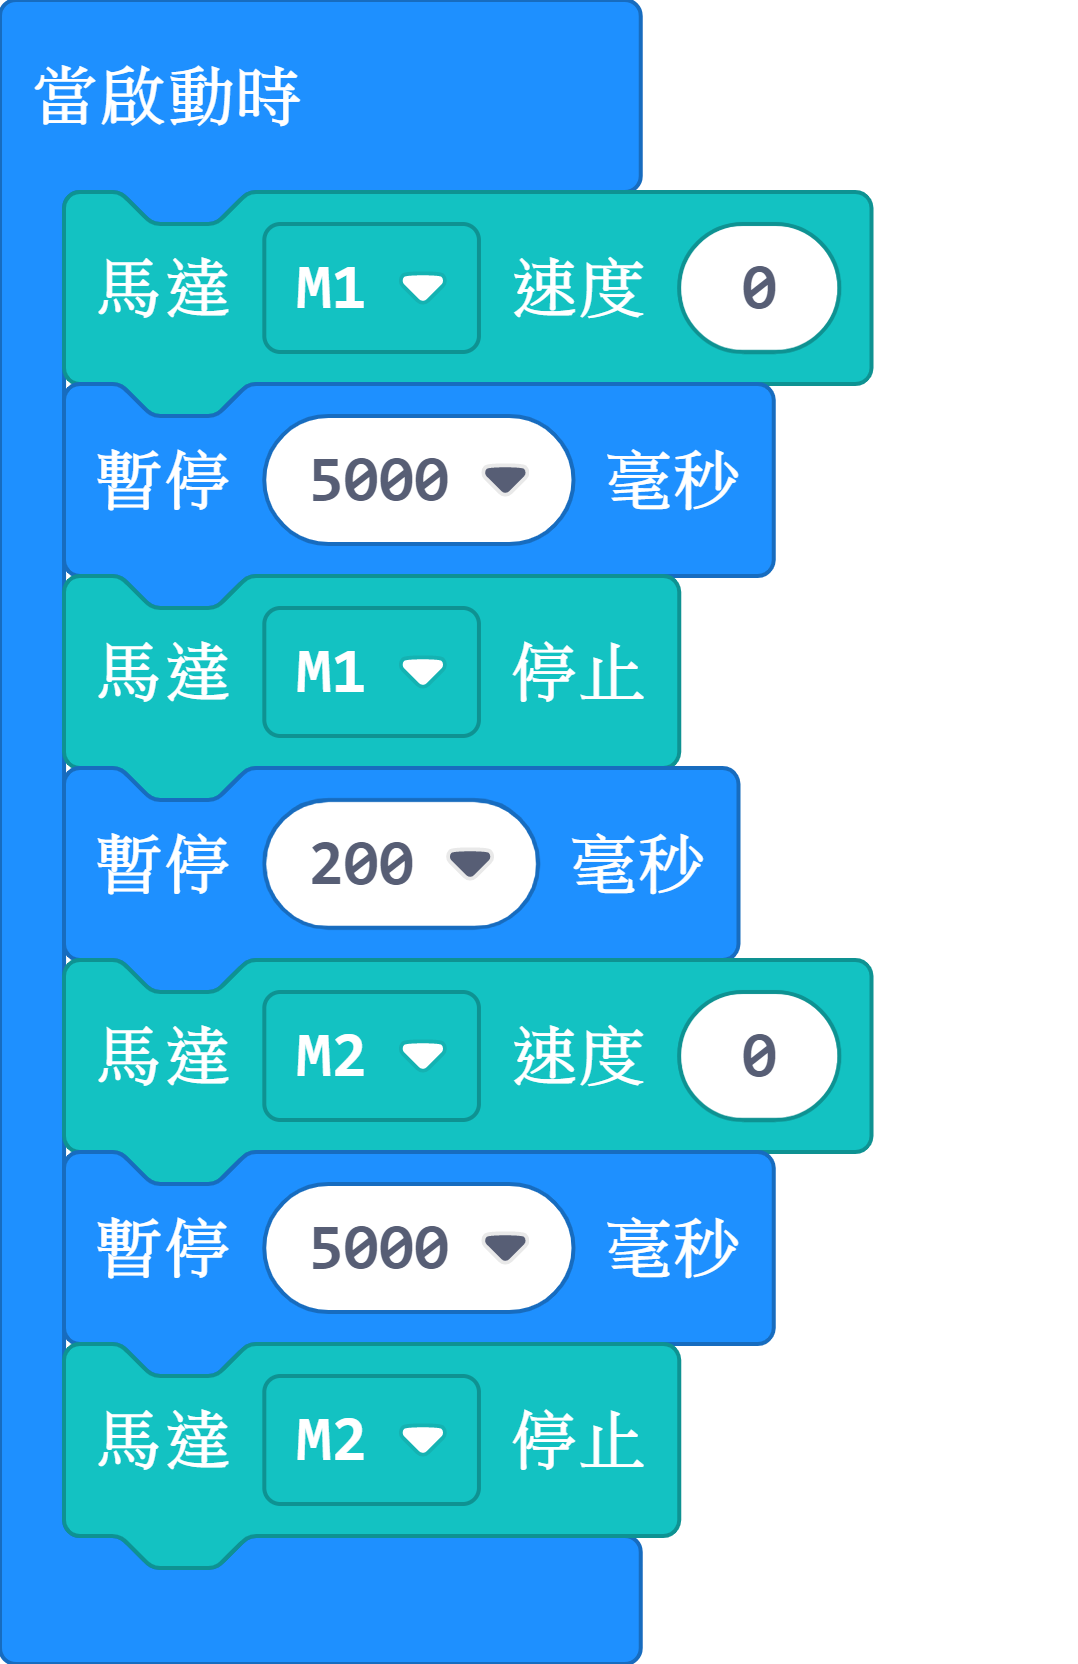 當啟動時
馬達 M1 速度 0
暫停 5000 毫秒
馬達 M1 停止
暫停 200 毫秒
馬達 M2 速度 0
暫停 5000 毫秒
馬達 M2 停止